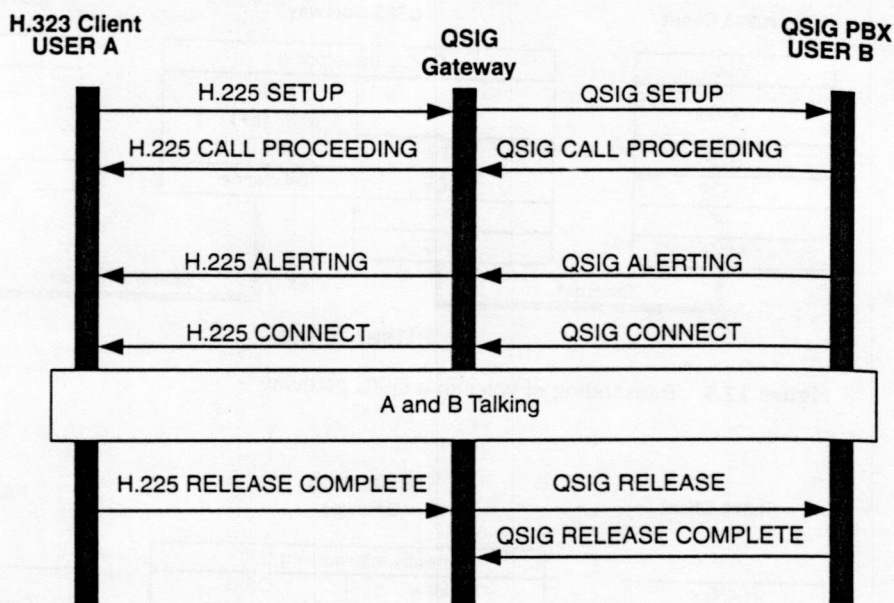 H.323 Client
USER A
QSIG
Gateway
QSIG PBX
USER B
H.225 SETUP
QSIG SETUP
H.225 CALL PROCEEDING
QSIG CALL PROCEEDING
H.225 ALERTING
QSIG ALERTING
H.225 CONNECT
QSIG CONNECT
A and B Talking
H.225 RELEASE COMPLETE
QSIG RELEASE
QSIG RELEASE COMPLETE